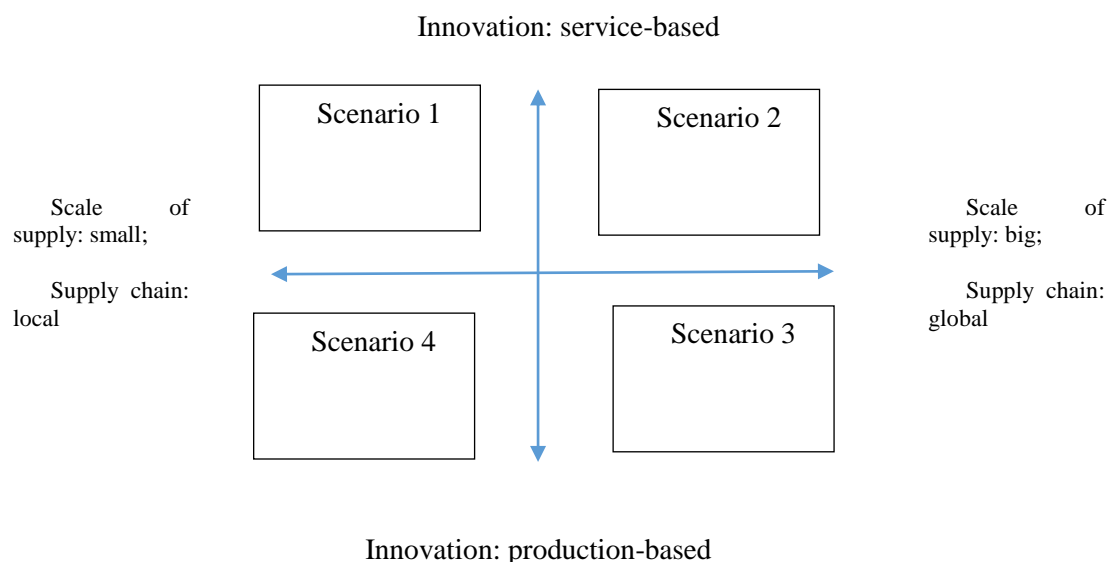 Innovation: service-based
Scenario 1
Scenario 2
Scale of
supply: small;
Supply chain:
local
Scale of
supply: big;
Supply chain:
global
Scenario 4
Scenario 3
Innovation: production-based